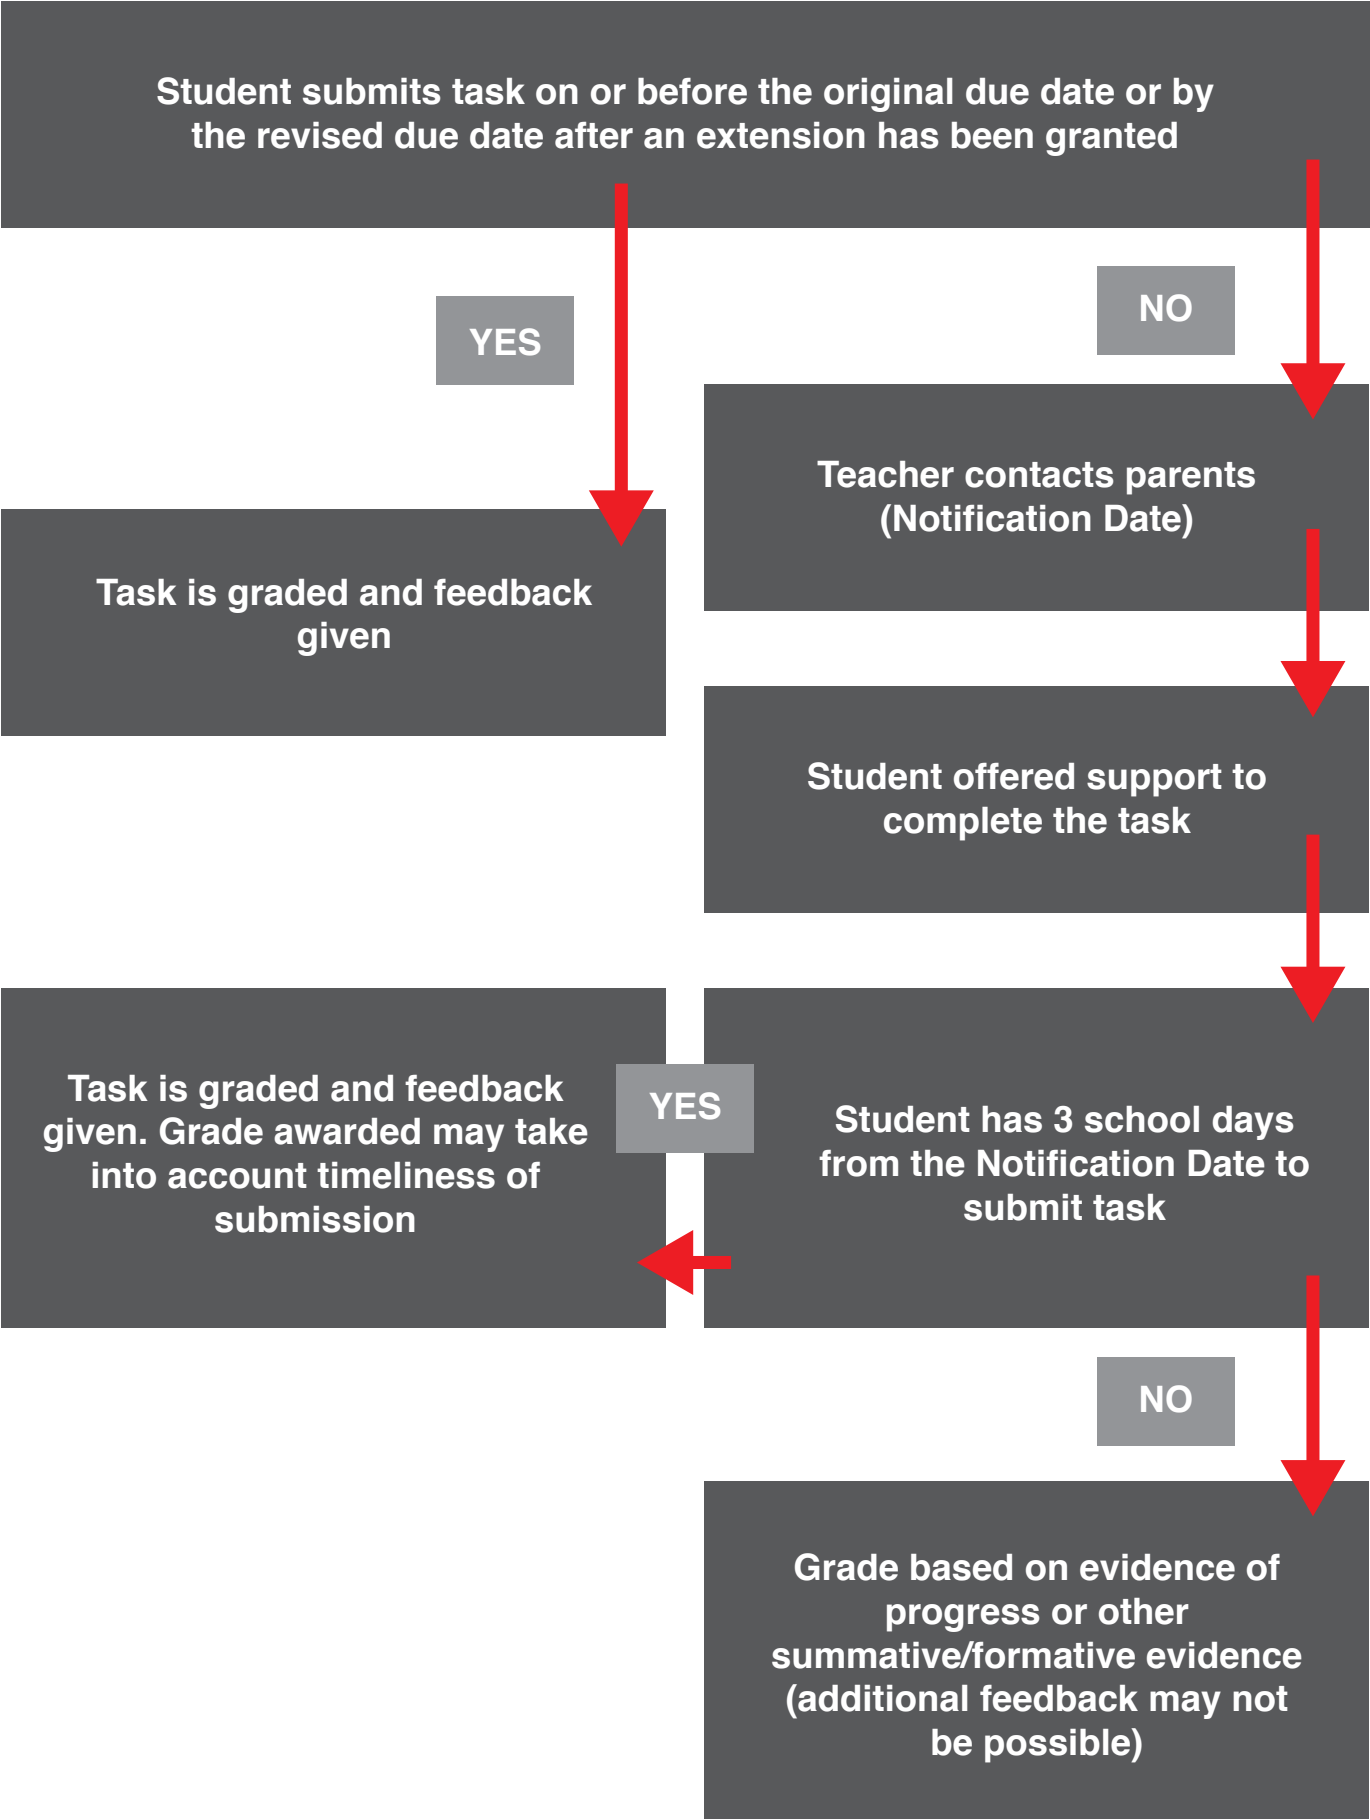 Student submits task on or before the original due date or by
the revised due date after an extension has been granted
YES
NO
Teacher contacts parents
(Notification Date)
Task is graded and feedback
given
Student offered support to
complete the task
Task is graded and feedback
given. Grade awarded may take
into account timeliness of
submission
YES
Student has 3 school days
from the Notification Date to
submit task
NO
Grade based on evidence of
progress or other
summative/formative evidence
(additional feedback may not
be possible)